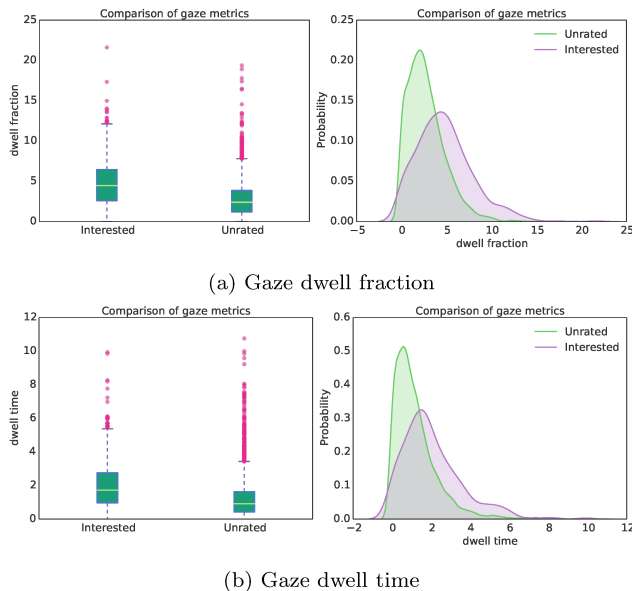 Comparison of gaze metrics
25
20
15
10
5
0
dwell fraction
Interested
Unrated
Comparison of gaze metrics
0.20
0.15
0.10
0.05
0.00
Probability
Unrated
Interested
−5
0
5
10
15
20
25
dwell fraction
(a) Gaze dwell fraction
Comparison of gaze metrics
12
10
8
6
4
2
0
dwell time
Interested
Unrated
Comparison of gaze metrics
0.6
0.5
0.4
0.3
0.2
0.1
0.0
Probability
Unrated
Interested
−2
0
2
4
6
8
10
12
dwell time
(b) Gaze dwell time